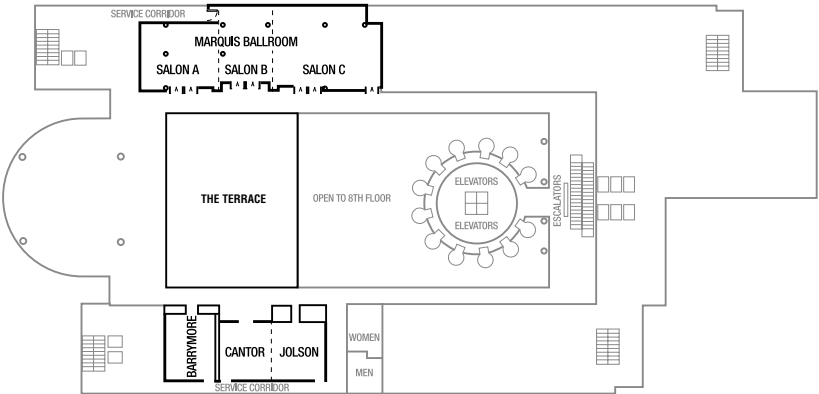 SERVICE CORRIDOR
MARQUIS BALLROOM
SALON A
SALON B
SALON C
THE TERRACE
OPEN TO 8TH FLOOR
ELEVATORS
ELEVATORS
ESCALATORS
BARRYMORE
CANTOR
JOLSON
WOMEN
MEN
SERVICE CORRIDOR